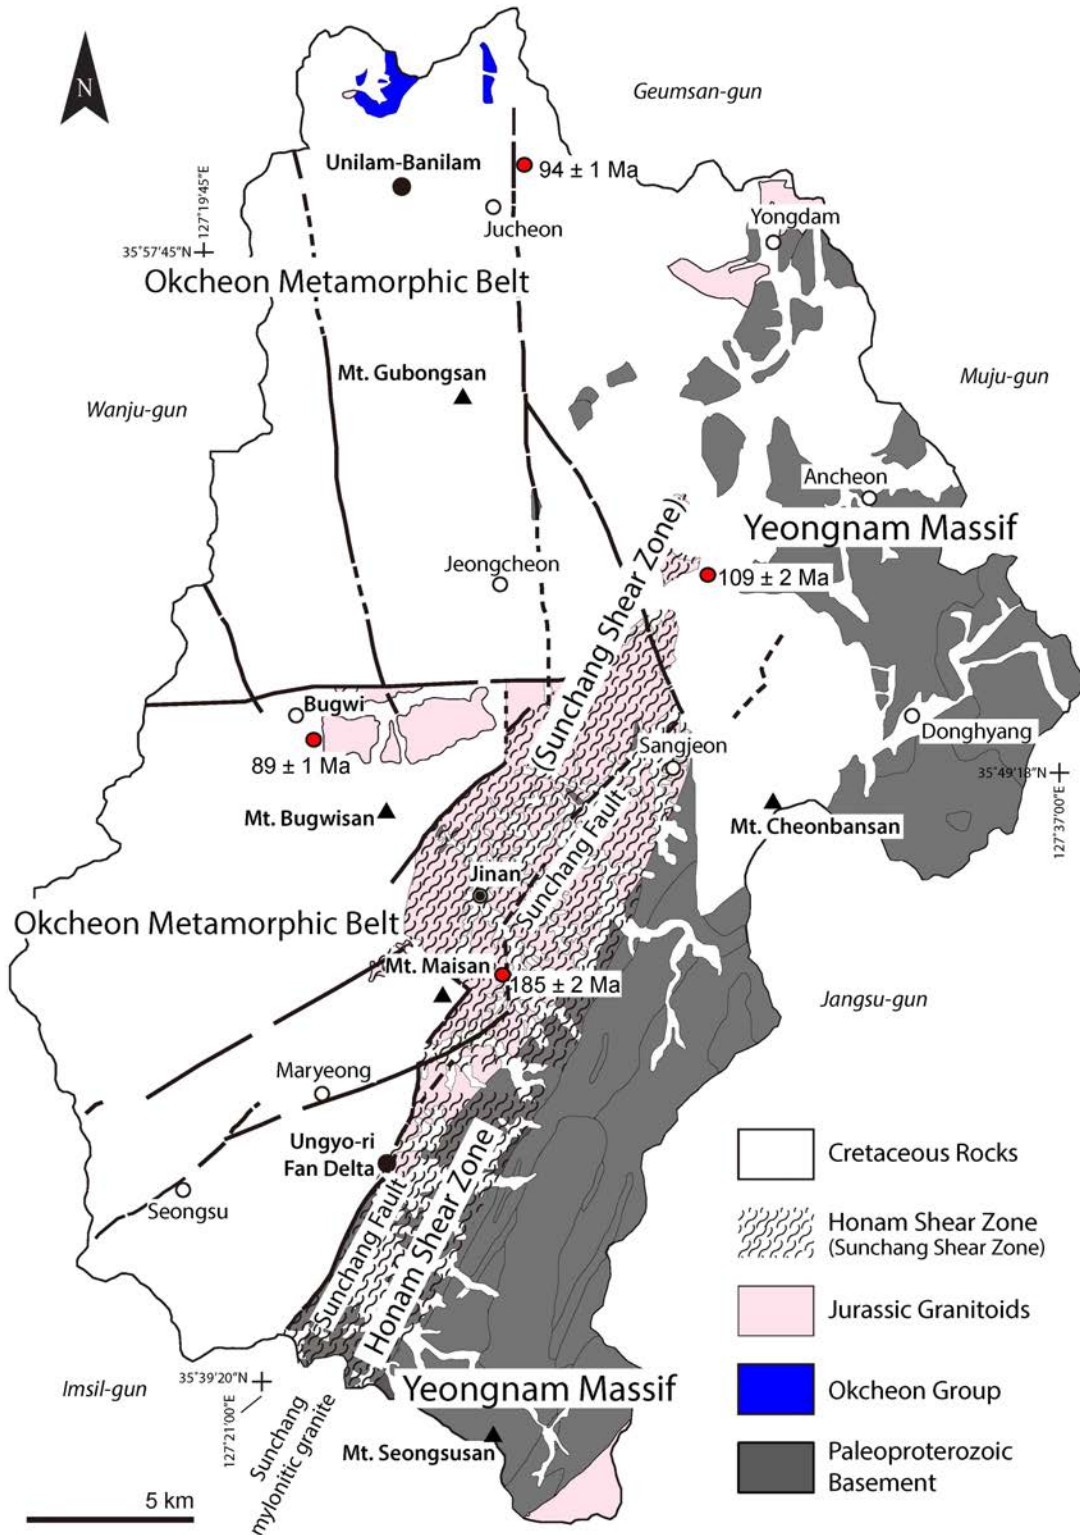 N
Geumsan-gun
Unilam-Banilam
94 ± 1 Ma
127°19'45"E
35°57'45"N
Jucheon
Yongdam
Okcheon Metamorphic Belt
Mt. Gubongsan
Muju-gun
Wanju-gun
Ancheon
Yeongnam Massif
(Sunchang Shear Zone)
Jeongcheon
109 ± 2 Ma
Bugwi
89 ± 1 Ma
Sangjeon
Donghyang
35°49'18"N
127°37'00"E
Mt. Bugwisan
Mt. Cheonbansan
Sunchang Fault
Jinan
Okcheon Metamorphic Belt
Mt. Maisan
185 ± 2 Ma
Jangsu-gun
Maryeong
Ungyo-ri
Fan Delta
Seongsu
Sunchang Fault
Honam Shear Zone
Cretaceous Rocks
Honam Shear Zone
(Sunchang Shear Zone)
Jurassic Granitoids
Okcheon Group
Paleoproterozoic
Basement
Imsil-gun
35°39'20"N
127°21'00"E
Sunchang
mylonitic granite
Yeongnam Massif
Mt. Seongsusan
5 km